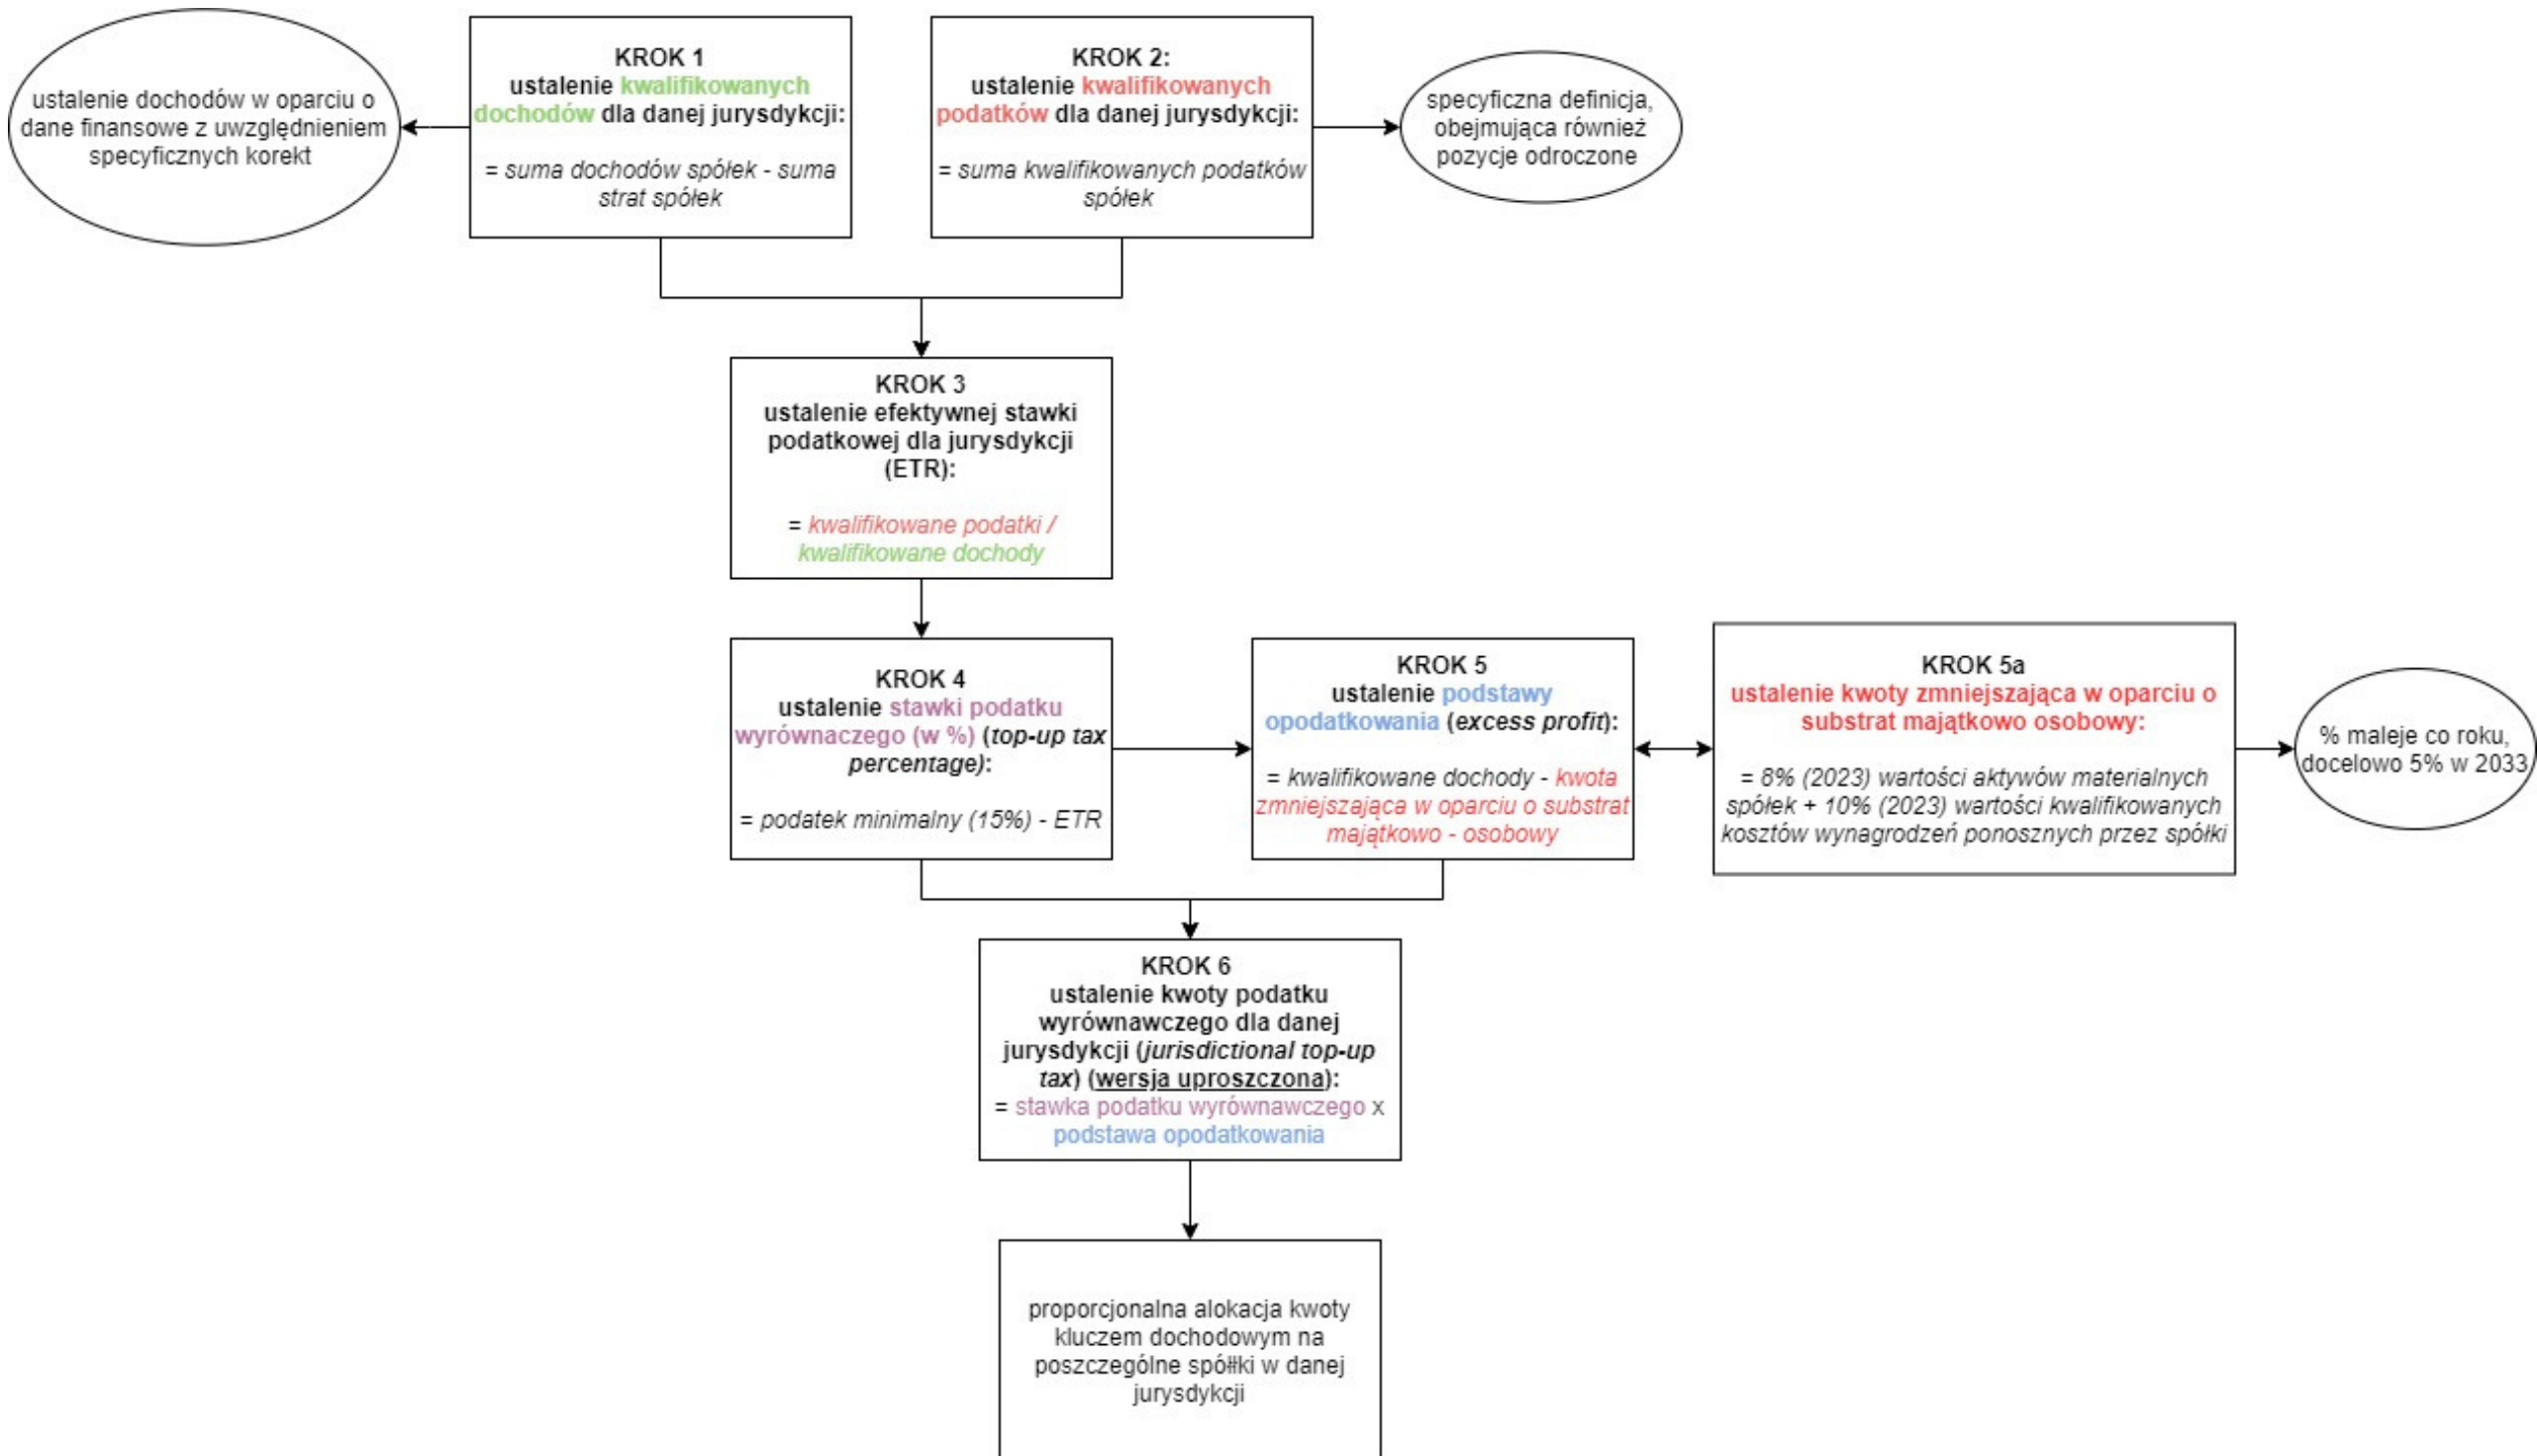 ustalenie dochodów w oparciu o
dane finansowe z uwzględnieniem
specyficznych korekt
KROK 1
ustalenie kwalifikowanych
dochodów dla danej jurysdykcji:
= suma dochodów spółek - suma
strat spółek
KROK 2:
ustalenie kwalifikowanych
podatków dla danej jurysdykcji:
= suma kwalifikowanych podatków
spółek
specyficzna definicja,
obejmująca również
pozycje odroczone
KROK 3
ustalenie efektywnej stawki
podatkowej dla jurysdykcji
(ETR):
= kwalifikowane podatki /
kwalifikowane dochody
KROK 4
ustalenie stawki podatku
wyrównaczego (w %) (top-up tax
percentage):
= podatek minimalny (15%) - ETR
KROK 5
ustalenie podstawy
opodatkowania (excess profit):
= kwalifikowane dochody - kwota
zmniejszająca w oparciu o substrat
majątkowo - osobowy
KROK 5a
ustalenie kwoty zmniejszająca w oparciu o
substrat majątkowo osobowy:
= 8% (2023) wartości aktywów materialnych
spółek + 10% (2023) wartości kwalifikowanych
kosztów wynagrodzeń ponosznych przez spółki
% maleje co roku,
docelowo 5% w 2033
KROK 6
ustalenie kwoty podatku
wyrównawczego dla danej
jurysdykcji (jurisdictional top-up
tax) (wersja uproszczona):
= stawka podatku wyrównawczego x
podstawa opodatkowania
proporcjonalna alokacja kwoty
kluczem dochodowym na
poszczególne spółłki w danej
jurysdykcji